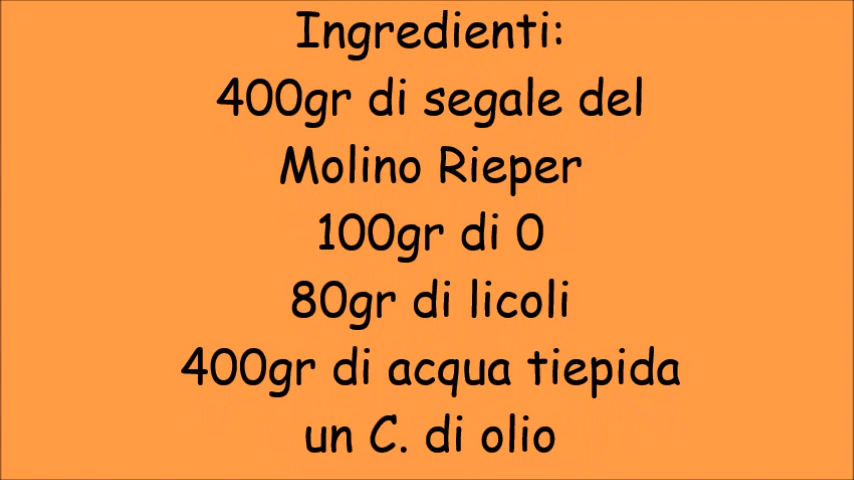 Ingredienti:
400gr di segale del
Molino Rieper
100gr di 0
80gr di licoli
400gr di acqua tiepida
un C. di olio